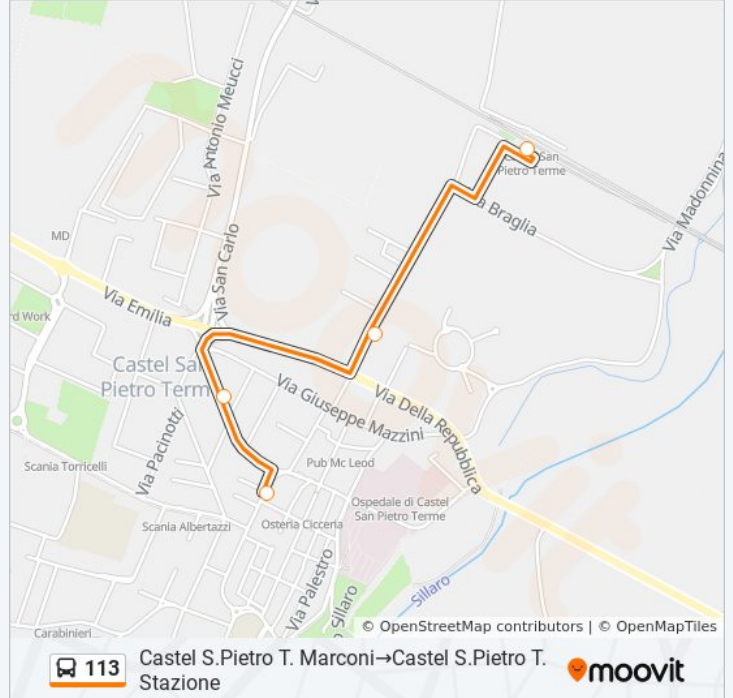 Via Antonio Meucci
Via San Carlo
MD
Via Emilia
rd Work
Castel San
Pietro Terme
Via Braglia
Via Madonnina
Castel San
Pietro Terme
Via Giuseppe Mazzini
Via Della Repubblica
Via Pacinotti
Scania Torricelli
Pub Mc Leod
Scania Albertazzi
Osteria Cicceria
Ospedale di Castel
San Pietro Terme
Via Palestro
o Sillaro
Sillaro
Carabinieri
© OpenStreetMap contributors | © OpenMapTiles
113
Castel S.Pietro T. Marconi→Castel S.Pietro T.
Stazione
moovit